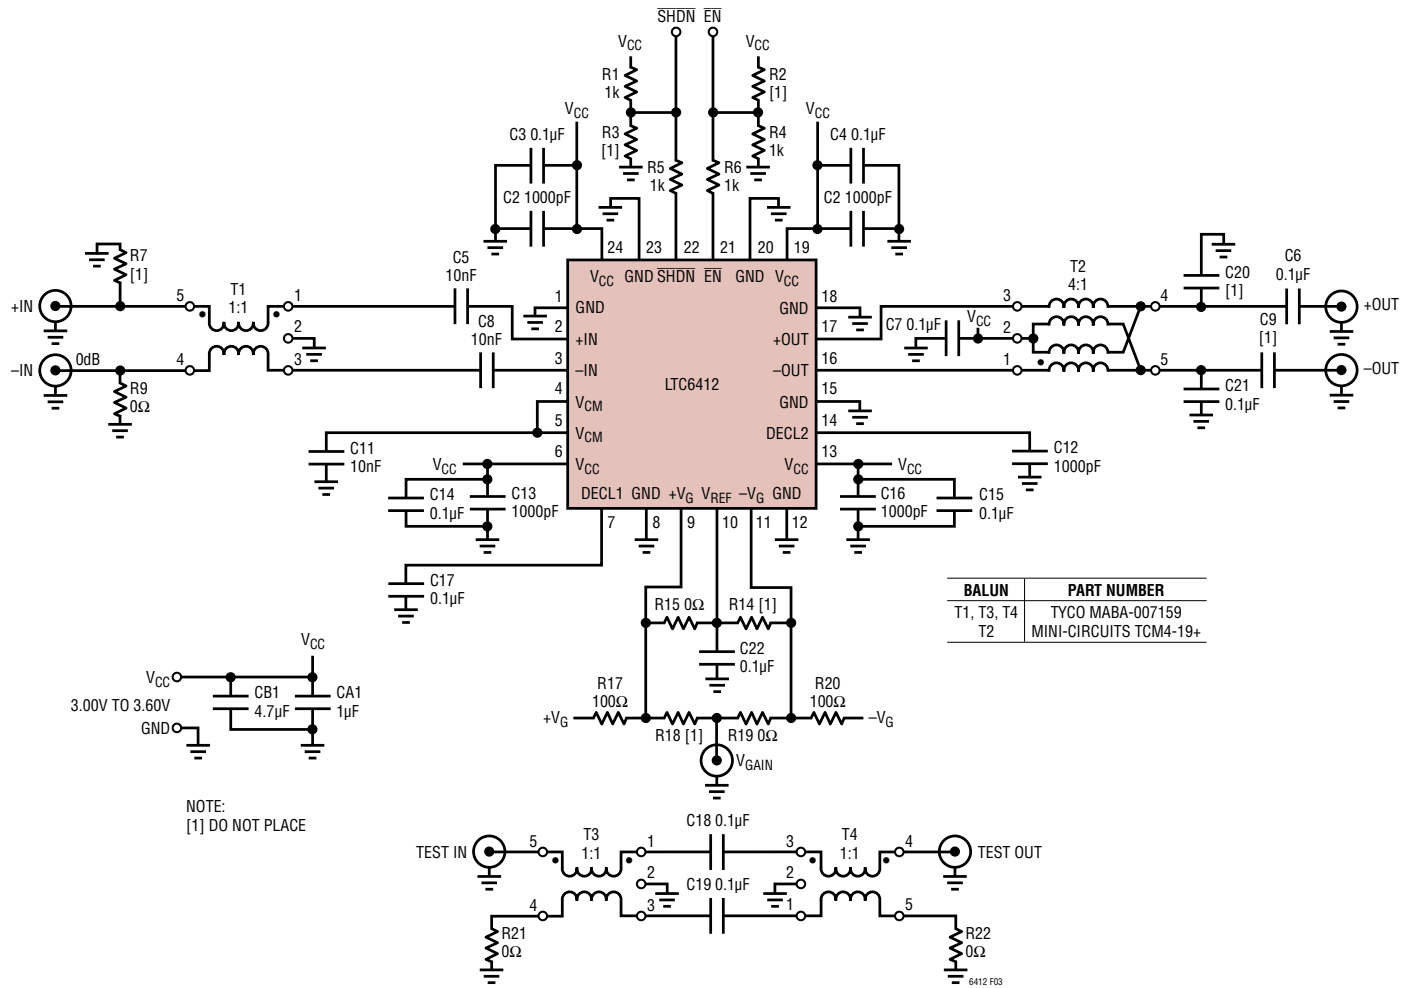 SHDN EN
VCC VCC
R1
1k
R2
[1]
VCC
R3
[1]
R4
1k
VCC
C3 0.1µF
C4 0.1µF
R5
1k
R6
1k
C2 1000pF
C2 1000pF
24 23 22 21 20 19
VCC GND SHDN EN GND VCC
R7
[1]
T1
1:1
C5
10nF
C8
10nF
+IN
5 1
2
–IN
0dB
4 3
R9
0Ω
1
GND
2
+IN
3
–IN
4
VCM
5
VCM
6
VCC
LTC6412
18
GND
17
+OUT
16
–OUT
15
GND
14
DECL2
13
VCC
DECL1 GND +VG VREF –VG GND
7 8 9 10 11 12
C7 0.1µF
VCC
T2
4:1
3 4
2
1 5
C20
[1]
C6
0.1µF
+OUT
C9
[1]
–OUT
C21
0.1µF
C11
10nF
C12
1000pF
VCC
C14
0.1µF
C13
1000pF
VCC
C16
1000pF
C15
0.1µF
C17
0.1µF
R15 0Ω R14 [1]
C22
0.1µF
R17
100Ω
R20
100Ω
+VG –VG
R18 [1] R19 0Ω
VGAIN
BALUN PART NUMBER
T1, T3, T4 TYCO MABA-007159
T2 MINI-CIRCUITS TCM4-19+
VCC
VCC
3.00V TO 3.60V
GND
CB1
4.7µF
CA1
1µF
NOTE:
[1] DO NOT PLACE
TEST IN
5 1
T3
1:1
2
4 3
C18 0.1µF
C19 0.1µF
3 4
T4
1:1
2
1 5
TEST OUT
R21
0Ω
R22
0Ω
6412 F03